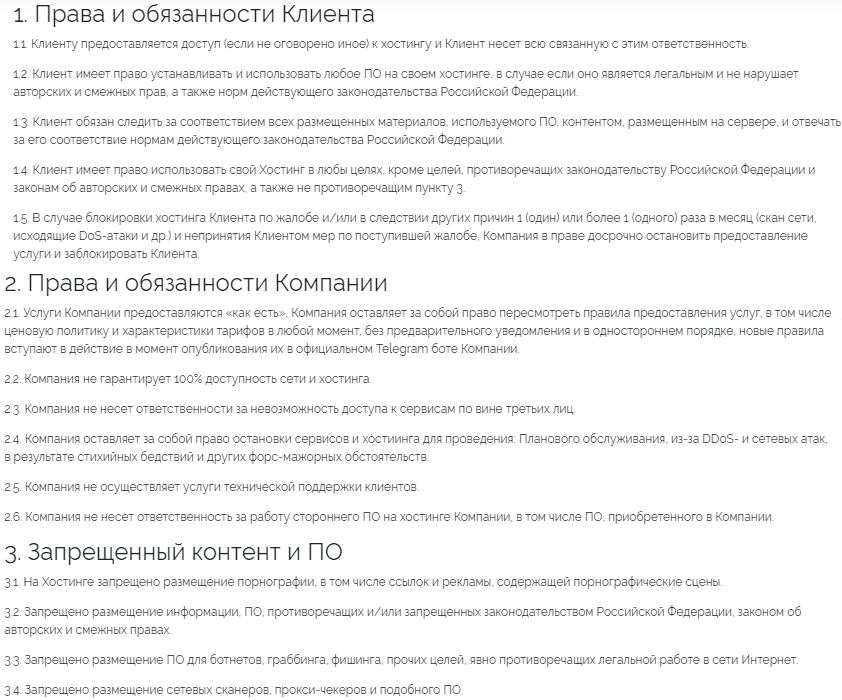 1. Права и обязанности Клиента
1.1. Клиенту предоставляется доступ (если не оговорено иное) к хостингу и Клиент несет всю связанную с этим ответственность.
1.2. Клиент имеет право устанавливать и использовать любое ПО на своем хостинге, в случае если оно является легальным и не нарушает
авторских и смежных прав, а также норм действующего законодательства Российской Федерации.
1.3. Клиент обязан следить за соответствием всех размещенных материалов, используемого ПО, контентом, размещенным на сервере, и отвечать
за его соответствие нормам действующего законодательства Российской Федерации.
1.4. Клиент имеет право использовать свой Хостинг в любы целях, кроме целей, противоречащих законодательству Российской Федерации и
законам об авторских и смежных правах, а также не противоречащим пункту 3.
1.5. В случае блокировки хостинга Клиента по жалобе и/или в следствии других причин 1 (один) или более 1 (одного) раза в месяц (скан сети,
исходящие DoS-атаки и др.) и непринятия Клиентом мер по поступившей жалобе, Компания в праве досрочно остановить предоставление
услуги и заблокировать Клиента.
2. Права и обязанности Компании
2.1. Услуги Компании предоставляются «как есть», Компания оставляет за собой право пересмотреть правила предоставления услуг, в том числе
ценовую политику и характеристики тарифов в любой момент, без предварительного уведомления и в одностороннем порядке, новые правила
вступают в действие в момент опубликования их в официальном Telegram боте Компании.
2.2. Компания не гарантирует 100% доступность сети и хостинга.
2.3. Компания не несет ответственности за невозможность доступа к сервисам по вине третьих лиц.
2.4. Компания оставляет за собой право остановки сервисов и хостиинга для проведения: Планового обслуживания, из-за DDoS- и сетевых атак,
в результате стихийных бедствий и других форс-мажорных обстоятельств.
2.5. Компания не осуществляет услуги технической поддержки клиентов.
2.6. Компания не несет ответственность за работу стороннего ПО на хостинге Компании, в том числе ПО, приобретенного в Компании.
3. Запрещенный контент и ПО
3.1. На Хостинге запрещено размещение порнографии, в том числе ссылок и рекламы, содержащей порнографические сцены.
3.2. Запрещено размещение информации, ПО, противоречащих и/или запрещенных законодательством Российской Федерации, законом об
авторских и смежных правах.
3.3. Запрещено размещение ПО для ботнетов, граббинга, фишинга, прочих целей, явно противоречащих легальной работе в сети Интернет.
3.4. Запрещено размещение сетевых сканеров, прокси-чекеров и подобного ПО.